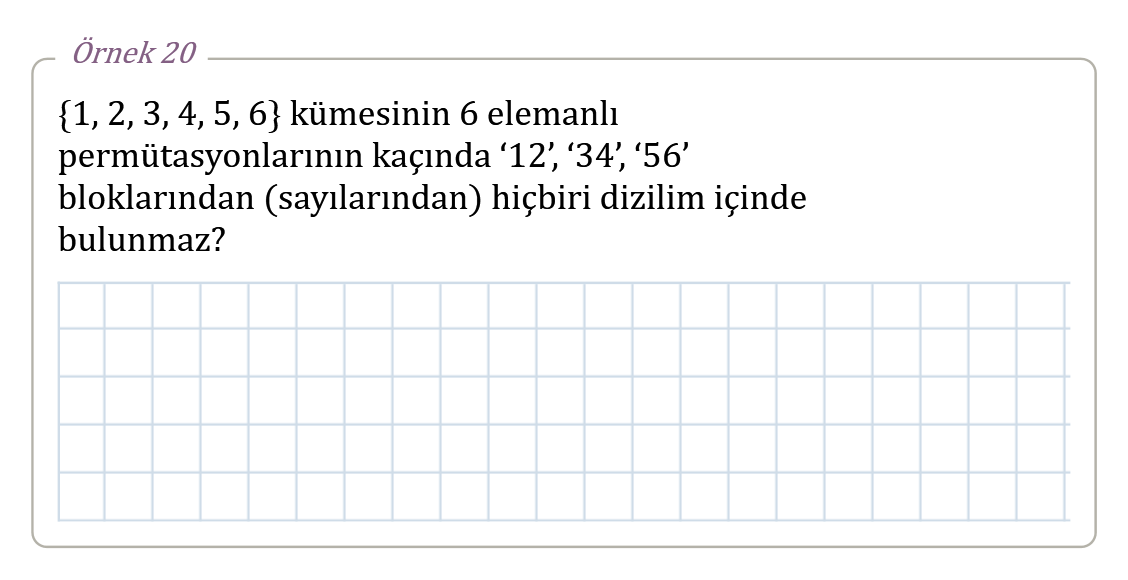 Örnek 20
{1, 2, 3, 4, 5, 6} kümesinin 6 elemanlı
permütasyonlarının kaçında ‘12’, ‘34’, ‘56’
bloklarından (sayılarından) hiçbiri dizilim içinde
bulunmaz?